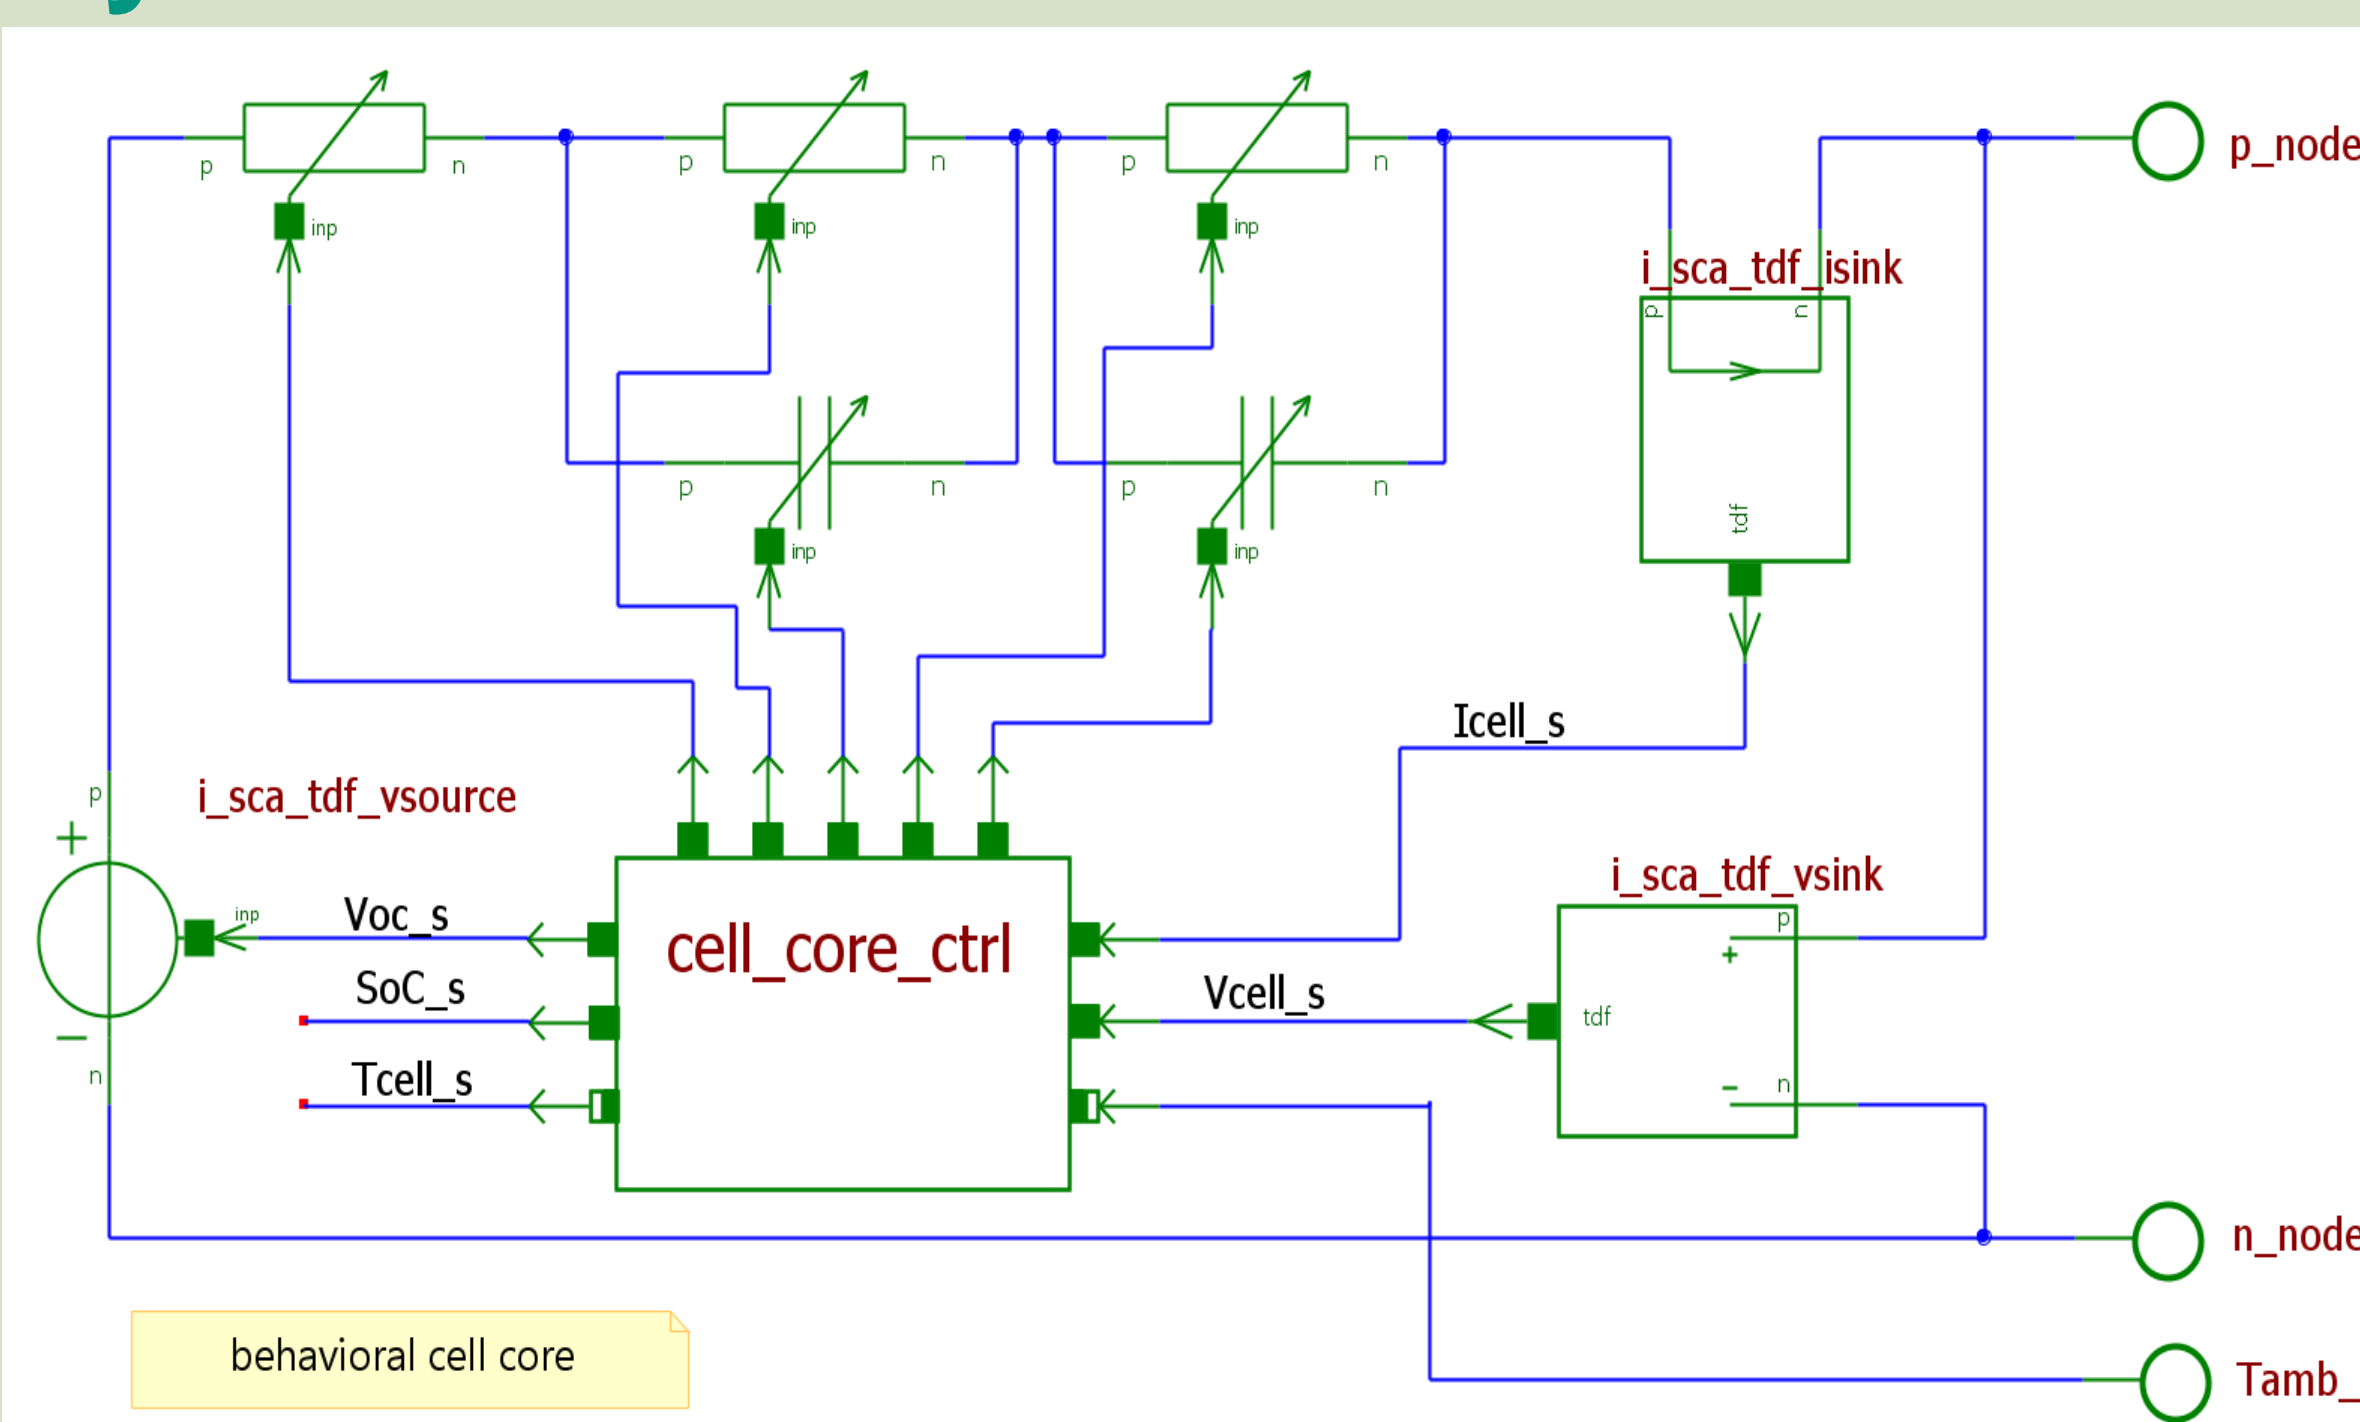 p
n
p
n
p
n
p_node
inp
inp
inp
i_sca_tdf_isink
p
n
p
n
p
n
tdf
inp
inp
Icell_s
p
i_sca_tdf_vsource
+
i_sca_tdf_vsink
inp
Voc_s
cell_core_ctrl
p
+
SoC_s
Vcell_s
tdf
−
n
Tcell_s
−
n
n_node
behavioral cell core
Tamb_